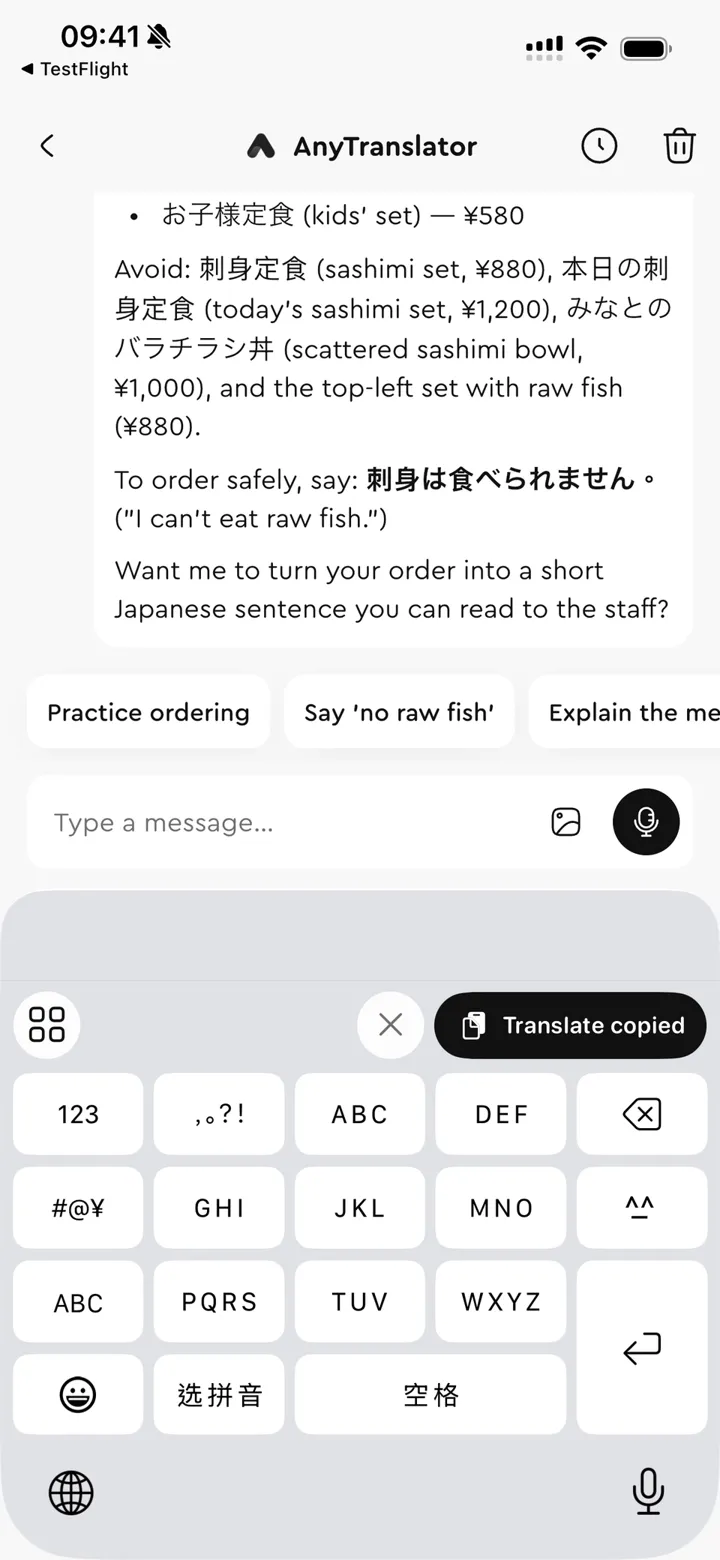 09:41
TestFlight
AnyTranslator
• お子様定食 (kids' set) — ¥580
Avoid: 刺身定食 (sashimi set, ¥880), 本日の刺
身定食 (today's sashimi set, ¥1,200), みなとの
バラチラシ丼 (scattered sashimi bowl,
¥1,000), and the top-left set with raw fish
(¥880).
To order safely, say: 刺身は食べられません。
("I can't eat raw fish.")
Want me to turn your order into a short
Japanese sentence you can read to the staff?
Practice ordering
Say 'no raw fish'
Explain the me
Type a message...
Translate copied
123
,。?!
ABC
DEF
#@¥
GHI
JKL
MNO
^_^
ABC
PQRS
TUV
WXYZ
选拼音
空格